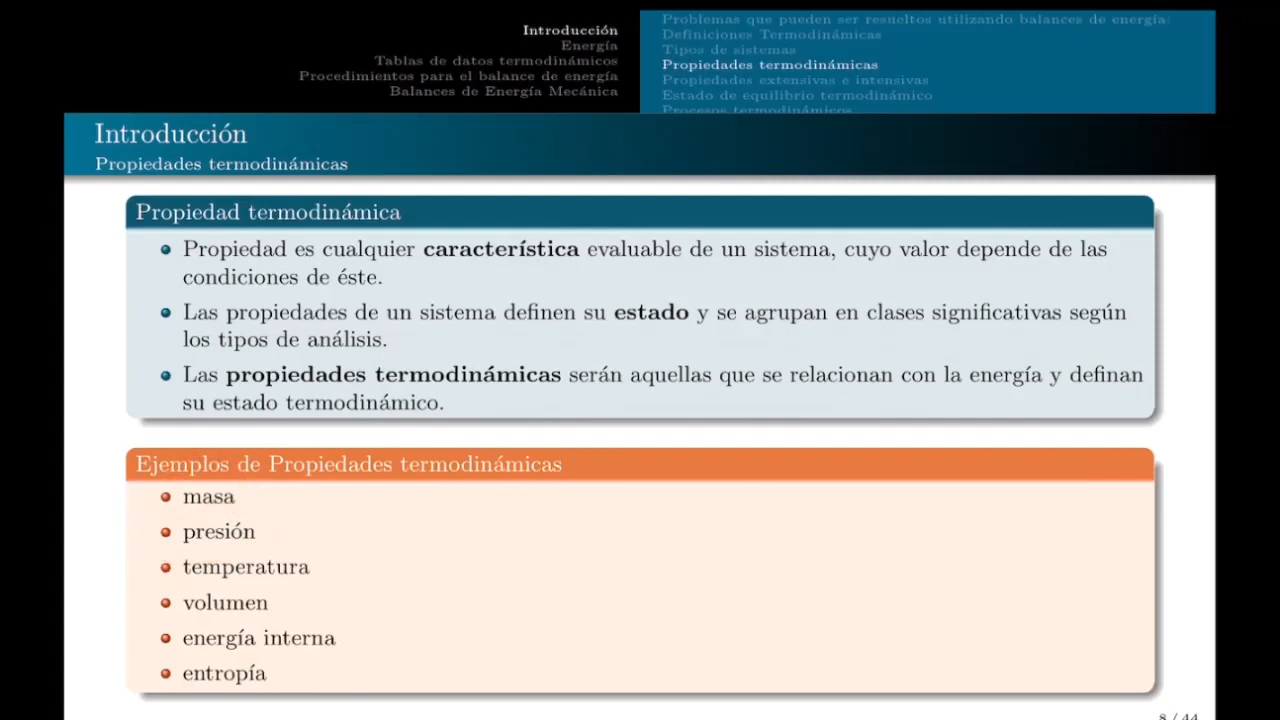 Introducción
Energía
Tablas de datos termodinámicos
Procedimientos para el balance de energía
Balances de Energía Mecánica
Problemas que pueden ser resueltos utilizando balances de energía:
Definiciones Termodinámicas
Tipos de sistemas
Propiedades termodinámicas
Propiedades extensivas e intensivas
Estado de equilibrio termodinámico
Procesos termodinámicos
Introducción
Propiedades termodinámicas
Propiedad termodinámica
Propiedad es cualquier característica evaluable de un sistema, cuyo valor depende de las
condiciones de éste.
Las propiedades de un sistema definen su estado y se agrupan en clases significativas según
los tipos de análisis.
Las propiedades termodinámicas serán aquellas que se relacionan con la energía y definan
su estado termodinámico.
Ejemplos de Propiedades termodinámicas
masa
presión
temperatura
volumen
energía interna
entropía
8 / 44